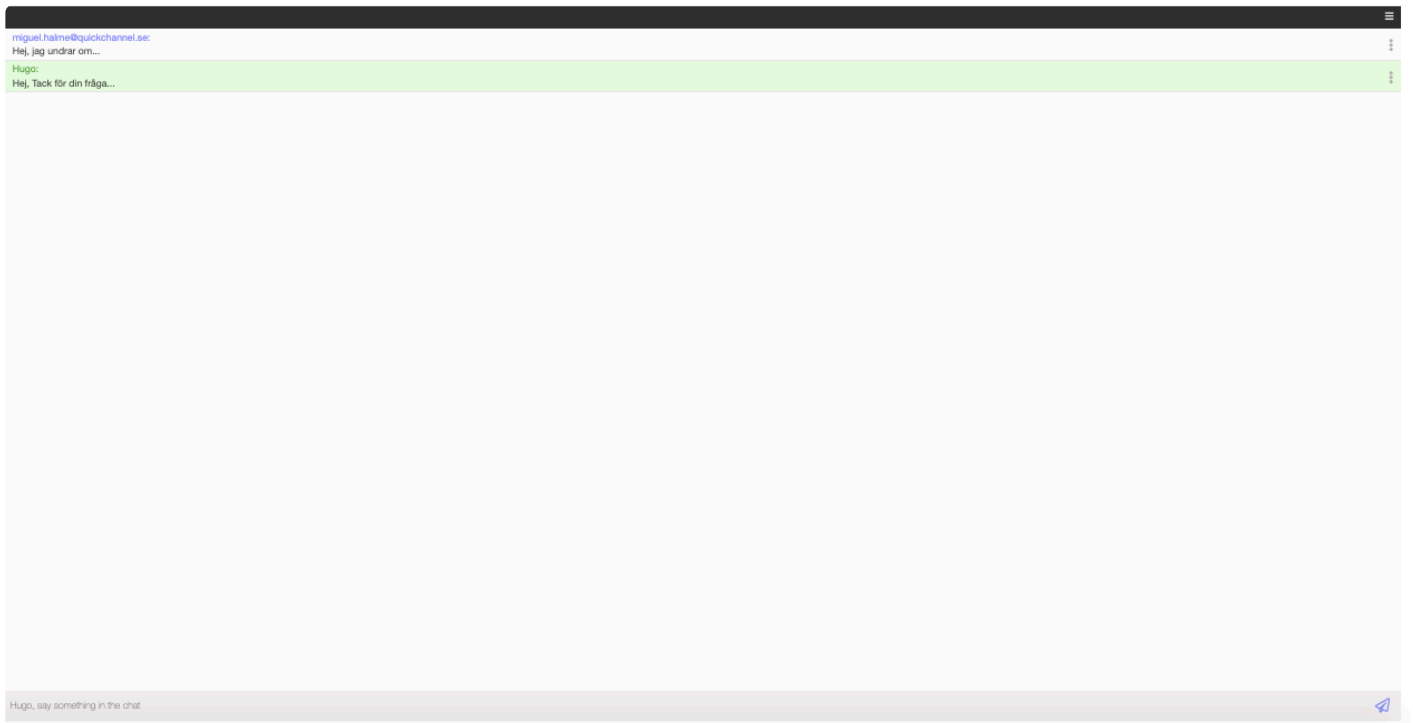 miguel.halme@quickchannel.se:
Hej, jag undrar om...
Hugo:
Hej, Tack för din fråga...
Hugo, say something in the chat